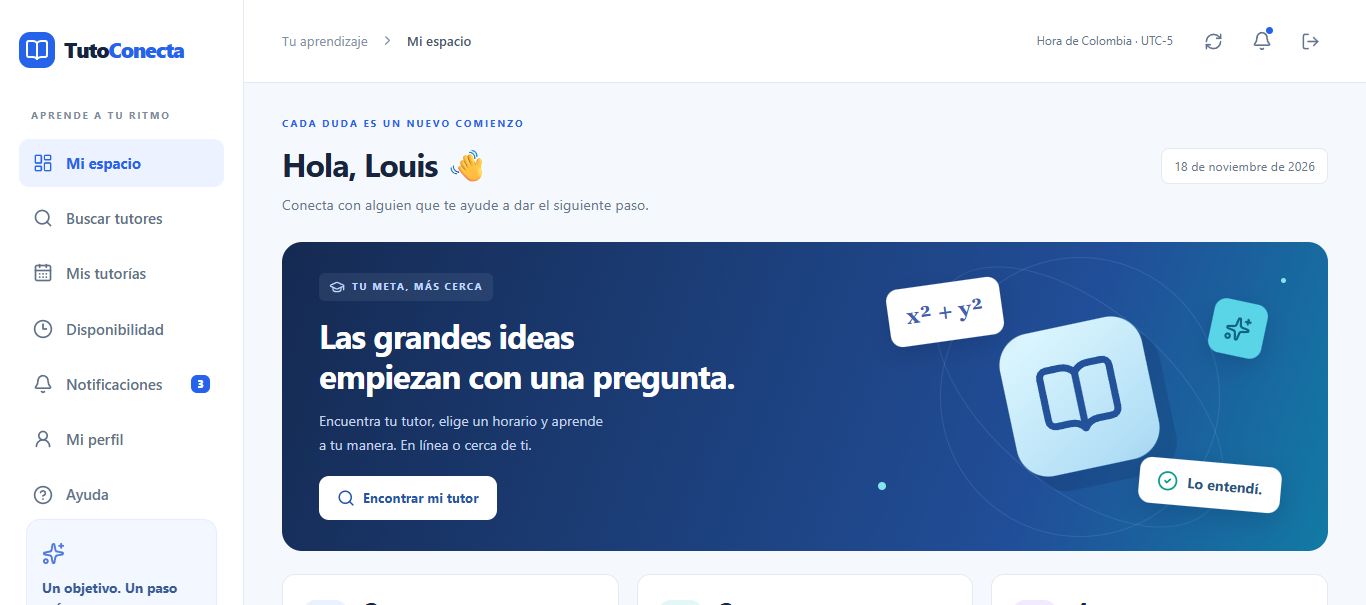 TutoConecta
APRENDE A TU RITMO
Mi espacio
Buscar tutores
Mis tutorías
Disponibilidad
Notificaciones 3
Mi perfil
Ayuda
Un objetivo. Un paso
Tu aprendizaje > Mi espacio
Hora de Colombia · UTC-5
CADA DUDA ES UN NUEVO COMIENZO
Hola, Louis 👋
18 de noviembre de 2026
Conecta con alguien que te ayude a dar el siguiente paso.
TU META, MÁS CERCA
Las grandes ideas
empiezan con una pregunta.
Encuentra tu tutor, elige un horario y aprende
a tu manera. En línea o cerca de ti.
Encontrar mi tutor
x² + y²
Lo entendí.